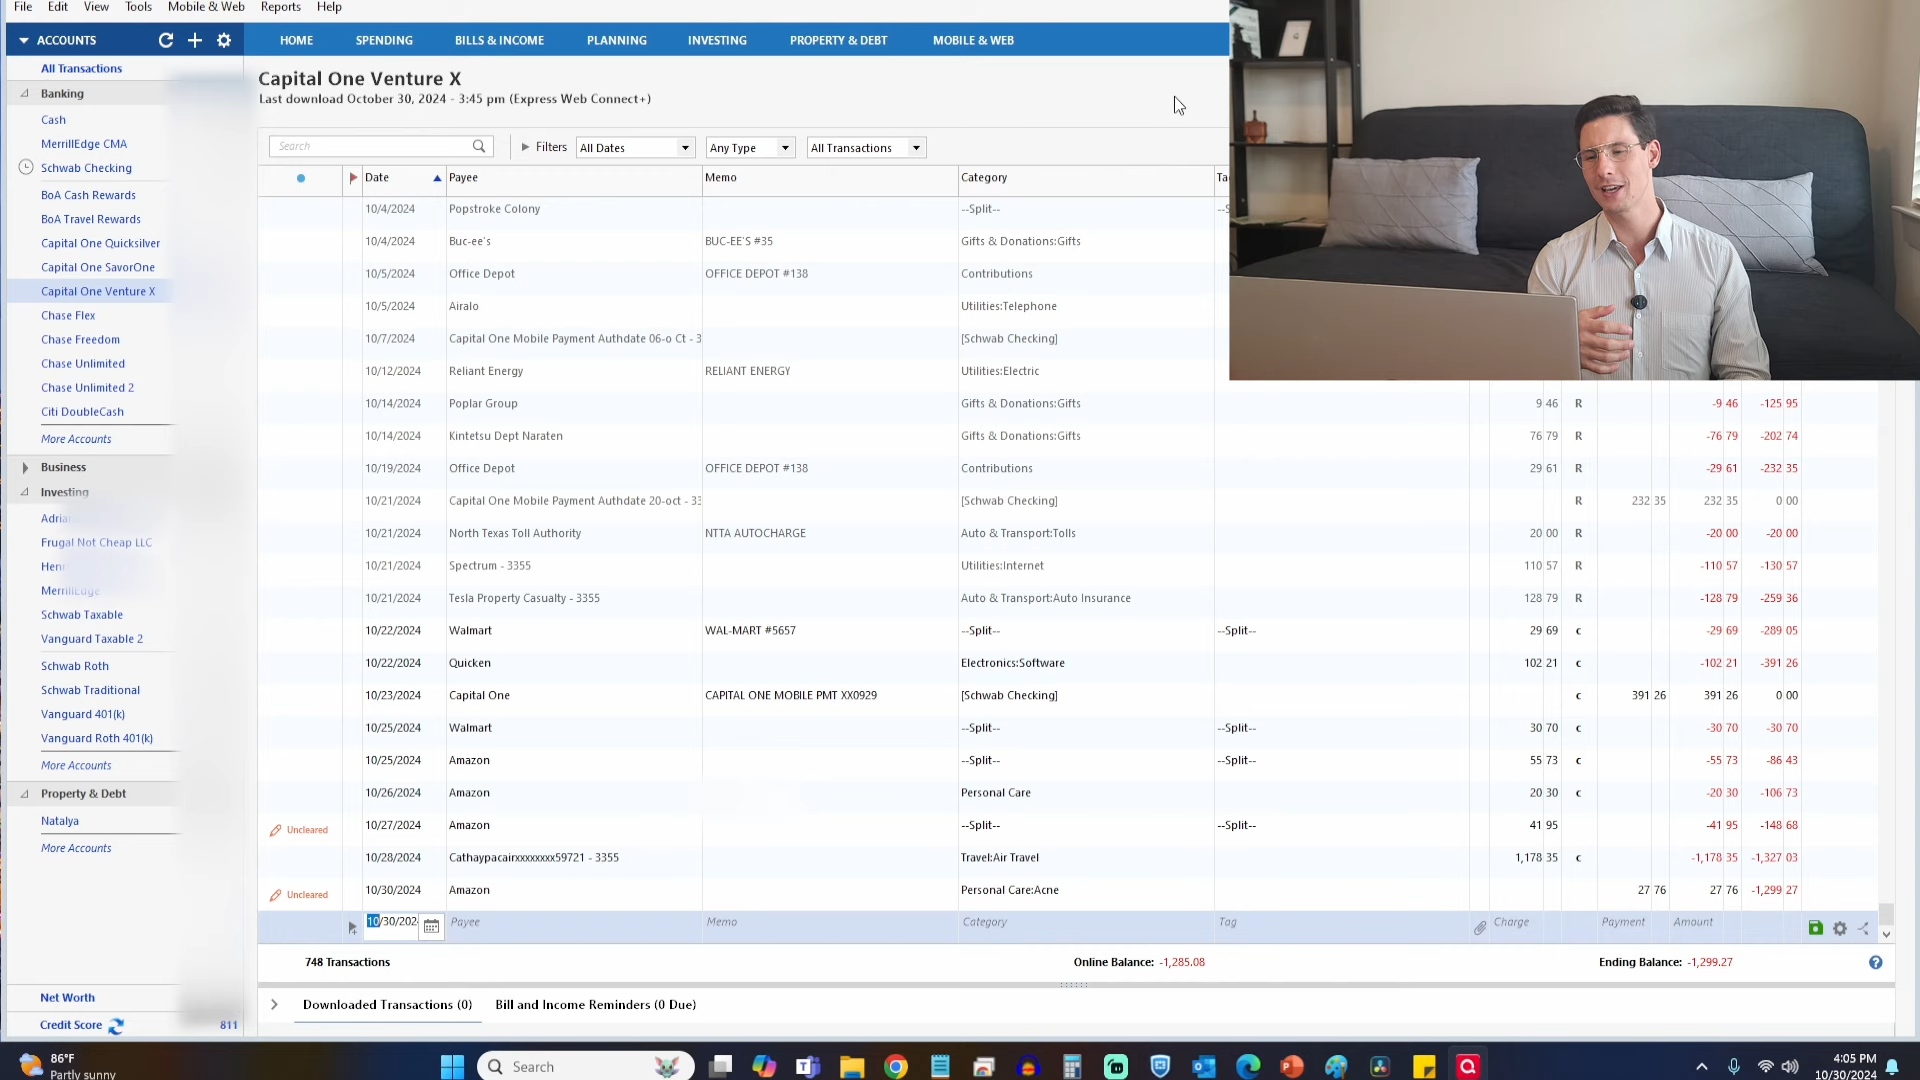 File Edit View Tools Mobile & Web Reports Help
ACCOUNTS
HOME SPENDING BILLS & INCOME PLANNING INVESTING PROPERTY & DEBT MOBILE & WEB
All Transactions
Banking
Cash
MerrillEdge CMA
Schwab Checking
BoA Cash Rewards
BoA Travel Rewards
Capital One Quicksilver
Capital One SavorOne
Capital One Venture X
Chase Flex
Chase Freedom
Chase Unlimited
Chase Unlimited 2
Citi DoubleCash
More Accounts
Business
Investing
Frugal Not Cheap LLC
Schwab Taxable
Vanguard Taxable 2
Schwab Roth
Schwab Traditional
Vanguard 401(k)
Vanguard Roth 401(k)
More Accounts
Property & Debt
Natalya
More Accounts
Net Worth
Credit Score 811
Capital One Venture X
Last download October 30, 2024 - 3:45 pm (Express Web Connect+)
Search Filters All Dates Any Type All Transactions
Date Payee Memo Category
10/4/2024 Popstroke Colony --Split--
10/4/2024 Buc-ee's BUC-EE'S #35 Gifts & Donations:Gifts
10/5/2024 Office Depot OFFICE DEPOT #138 Contributions
10/5/2024 Airalo Utilities:Telephone
10/7/2024 Capital One Mobile Payment Authdate 06-o Ct - 3 [Schwab Checking]
10/12/2024 Reliant Energy RELIANT ENERGY Utilities:Electric
10/14/2024 Poplar Group Gifts & Donations:Gifts 9 46 R -9 46 -125 95
10/14/2024 Kintetsu Dept Naraten Gifts & Donations:Gifts 76 79 R -76 79 -202 74
10/19/2024 Office Depot OFFICE DEPOT #138 Contributions 29 61 R -29 61 -232 35
10/21/2024 Capital One Mobile Payment Authdate 20-oct - 33 [Schwab Checking] R 232 35 232 35 0 00
10/21/2024 North Texas Toll Authority NTTA AUTOCHARGE Auto & Transport:Tolls 20 00 R -20 00 -20 00
10/21/2024 Spectrum - 3355 Utilities:Internet 110 57 R -110 57 -130 57
10/21/2024 Tesla Property Casualty - 3355 Auto & Transport:Auto Insurance 128 79 R -128 79 -259 36
10/22/2024 Walmart WAL-MART #5657 --Split-- --Split-- 29 69 c -29 69 -289 05
10/22/2024 Quicken Electronics:Software 102 21 c -102 21 -391 26
10/23/2024 Capital One CAPITAL ONE MOBILE PMT XX0929 [Schwab Checking] c 391 26 391 26 0 00
10/25/2024 Walmart --Split-- --Split-- 30 70 c -30 70 -30 70
10/25/2024 Amazon --Split-- --Split-- 55 73 c -55 73 -86 43
10/26/2024 Amazon Personal Care 20 30 c -20 30 -106 73
Uncleared 10/27/2024 Amazon --Split-- --Split-- 41 95 -41 95 -148 68
10/28/2024 Cathaypacairxxxxxxxx59721 - 3355 Travel:Air Travel 1,178 35 c -1,178 35 -1,327 03
Uncleared 10/30/2024 Amazon Personal Care:Acne 27 76 27 76 -1,299 27
10/30/202 Payee Memo Category Tag Charge Payment Amount
748 Transactions Online Balance: -1,285.08 Ending Balance: -1,299.27
Downloaded Transactions (0) Bill and Income Reminders (0 Due)
86°F
Partly sunny
Search
4:05 PM
10/30/2024